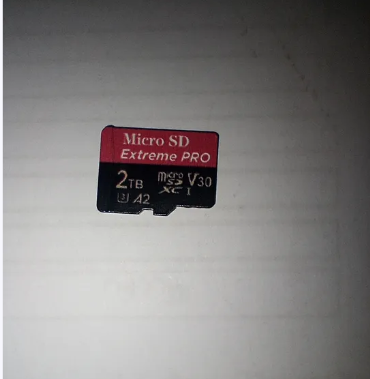 Micro SD
Extreme PRO
2TB micro SD XC I V30
U3 A2